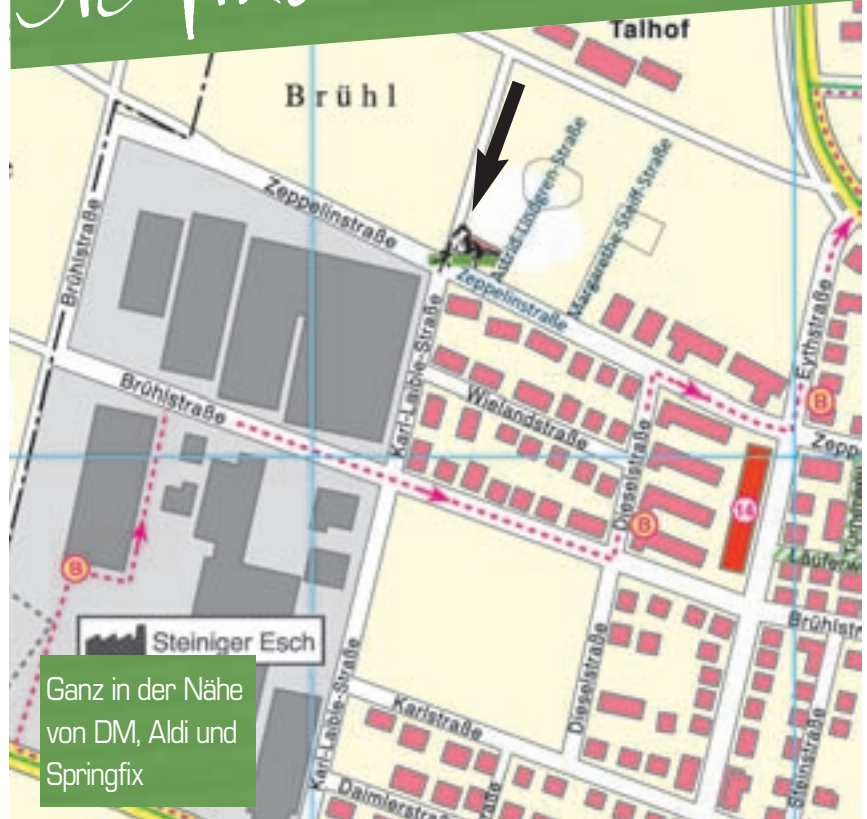 Sie
Talhof
Brühl
Astrid-Lindgren-Straße
Margarethe-Steiff-Straße
Zeppelinstraße
Brühlstraße
Zeppelinstraße
Eythstraße
Karl-Laible-Straße
Brühlstraße
Wielandstraße
B
Zepp
Dieselstraße
14
B
B
Steiniger Esch
Brühlstr
Ganz in der Nähe
von DM, Aldi und
Springfix
Karl-Laible-Straße
Dieselstraße
Karlstraße
Steinstraße
Daimlerstraße